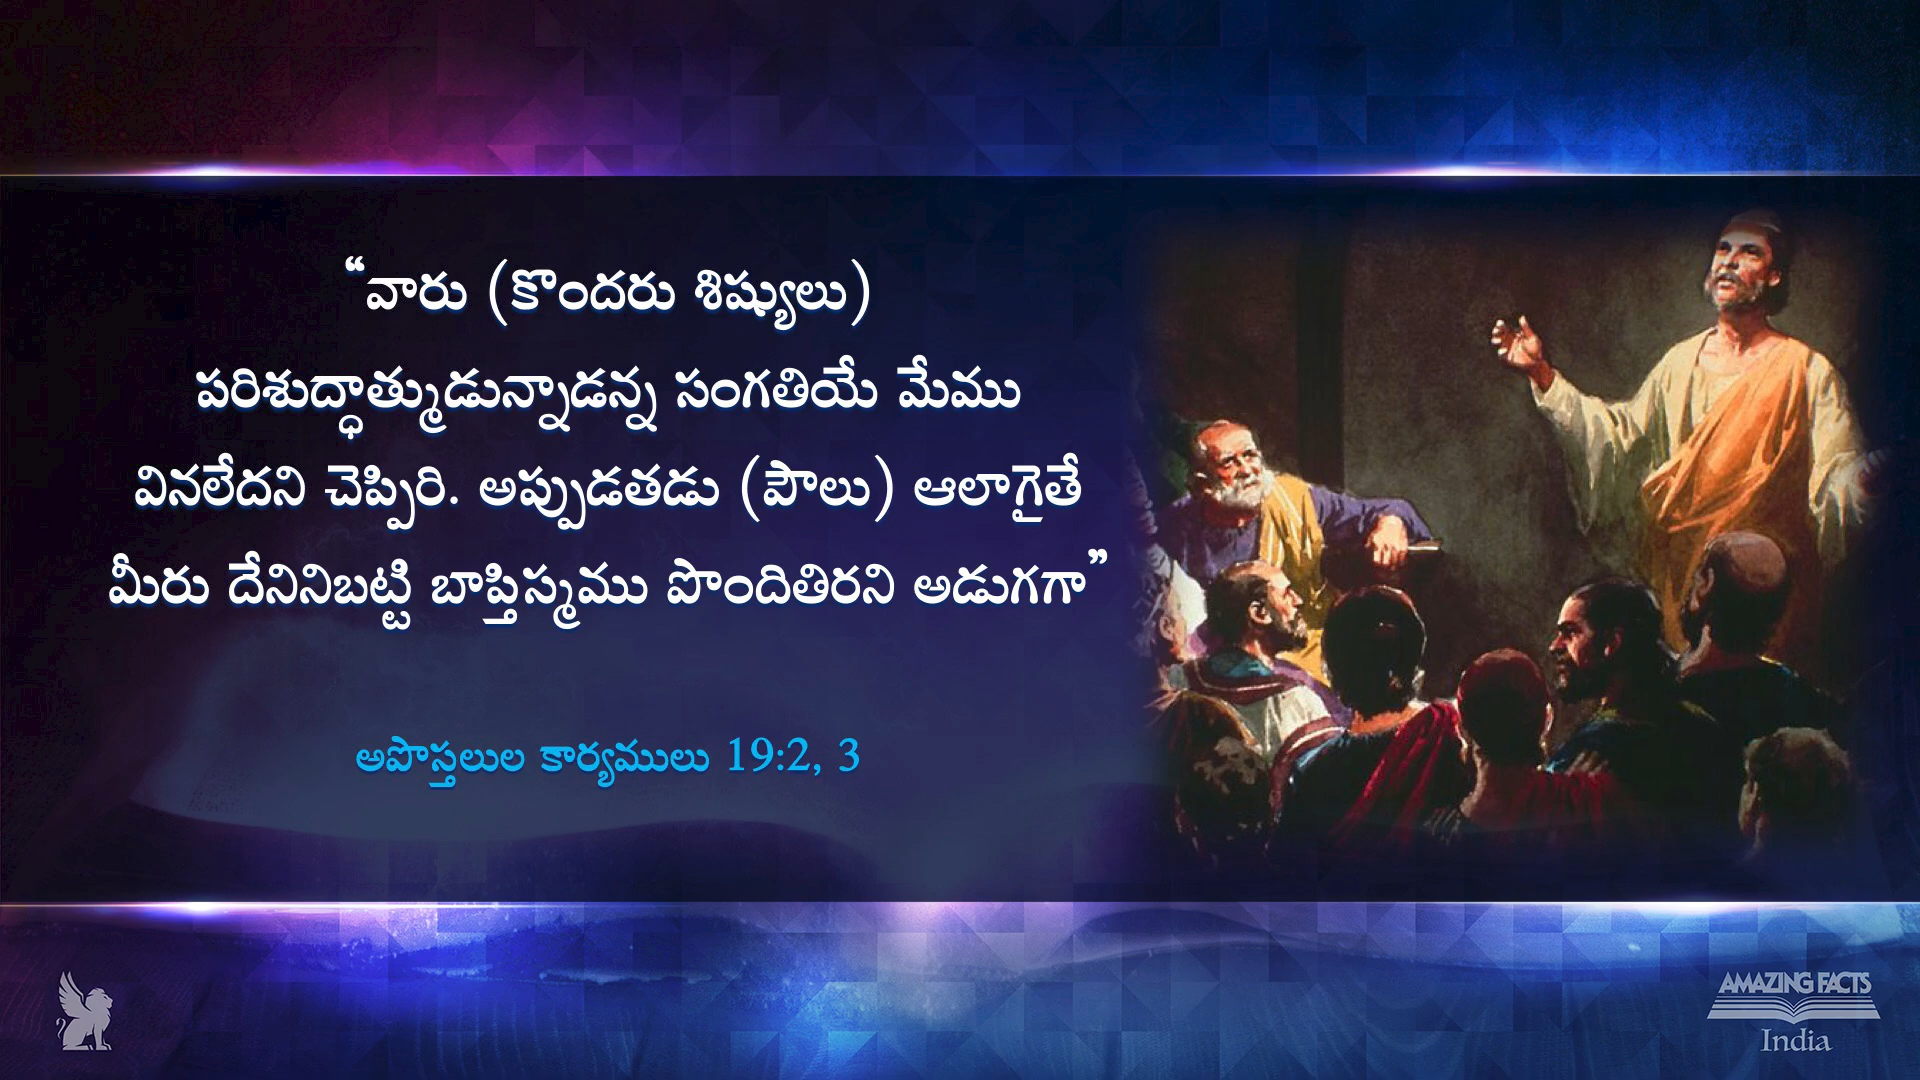 “వారు (కొందరు శిష్యులు)
పరిశుద్ధాత్ముడున్నాడన్న సంగతియే మేము
వినలేదని చెప్పిరి. అప్పుడతడు (పౌలు) ఆలాగైతే
మీరు దేనినిబట్టి బాప్తిస్మము పొందితిరని అడుగగా”
అపొస్తలుల కార్యములు 19:2, 3
AMAZING FACTS
India